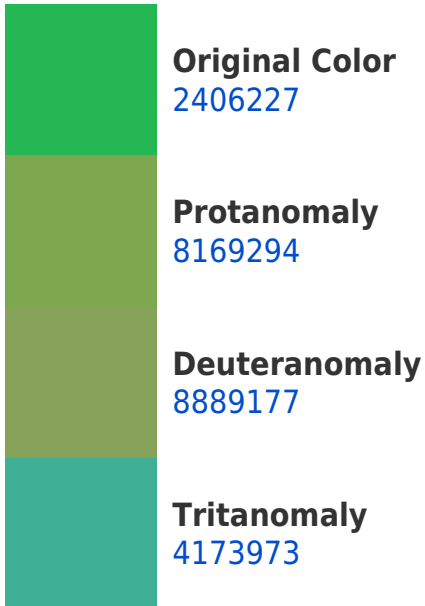 Original Color
2406227
Protanomaly
8169294
Deuteranomaly
8889177
Tritanomaly
4173973